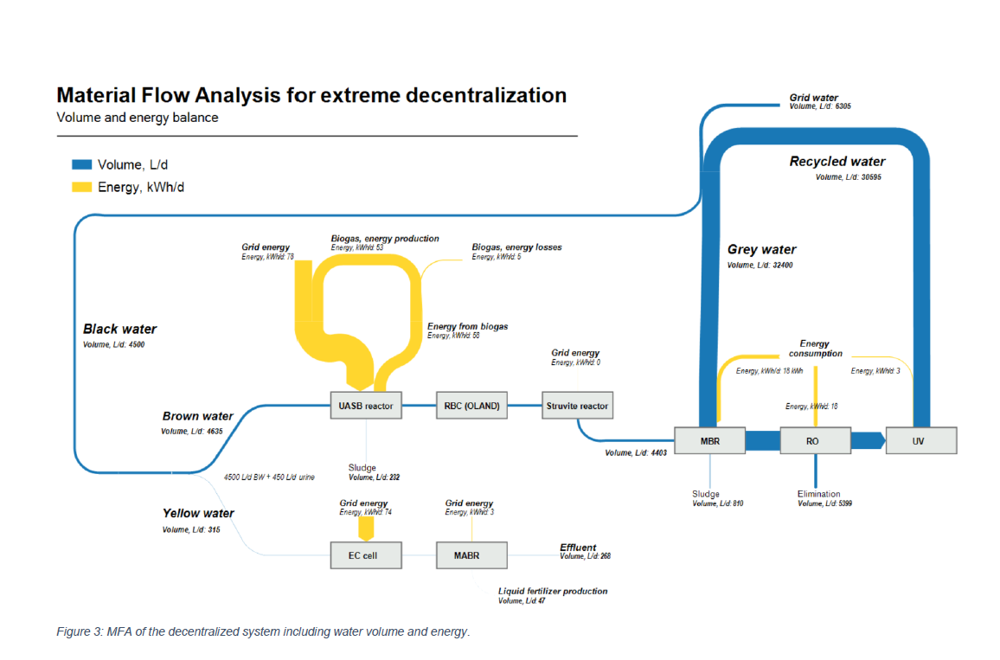 Material Flow Analysis for extreme decentralization
Volume and energy balance
Volume, L/d
Energy, kWh/d
Grid water
Volume, L/d: 6305
Recycled water
Volume, L/d: 30595
Grey water
Volume, L/d: 32400
Grid energy
Energy, kWh/d: 78
Biogas, energy production
Energy, kWh/d: 53
Biogas, energy losses
Energy, kWh/d: 5
Energy from biogas
Energy, kWh/d: 58
Black water
Volume, L/d: 4500
Grid energy
Energy, kWh/d: 0
Energy
consumption
Energy, kWh/d: 18 kWh
Energy, kWh/d: 3
Energy, kWh/d: 18
UASB reactor
RBC (OLAND)
Struvite reactor
Brown water
Volume, L/d: 4635
MBR
RO
UV
Volume, L/d: 4403
Sludge
Volume, L/d: 232
4500 L/d BW + 450 L/d urine
Sludge
Volume, L/d: 810
Elimination
Volume, L/d: 5399
Yellow water
Volume, L/d: 315
Grid energy
Energy, kWh/d: 74
Grid energy
Energy, kWh/d: 3
EC cell
MABR
Effluent
Volume, L/d: 268
Liquid fertilizer production
Volume, L/d: 47
Figure 3: MFA of the decentralized system including water volume and energy.